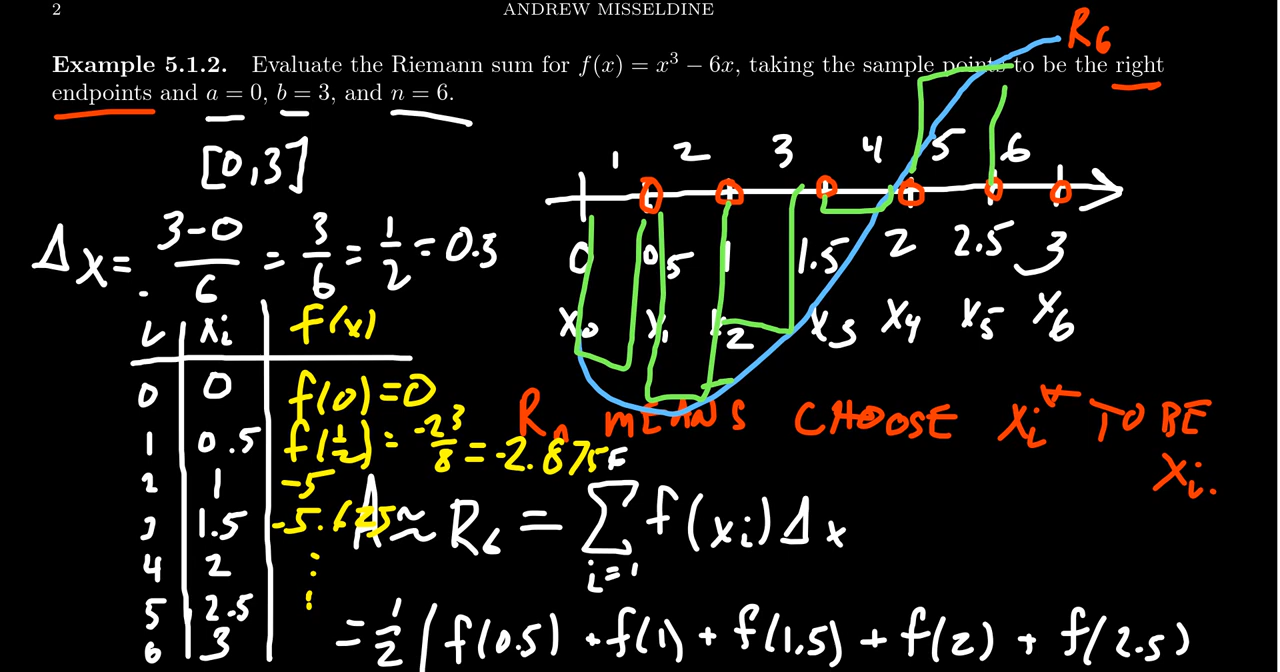 2
ANDREW MISSELDINE
R₆
Example 5.1.2. Evaluate the Riemann sum for f(x) = x³ − 6x, taking the sample points to be the right
endpoints and a = 0, b = 3, and n = 6.
[0,3]
1 2 3 4 5 6
Δx = (3-0)/6 = 3/6 = 1/2 = 0.3
0 0.5 1 1.5 2 2.5 3
x₀ x₁ x₂ x₃ x₄ x₅ x₆
i xᵢ f(x)
0 0 f(0)=0
1 0.5 f(1/2) = -23/8 = -2.875
2 1 -5
3 1.5 -5.625
4 2 ⋮
5 2.5
6 3
Rₙ MEANS CHOOSE xᵢ* TO BE
xᵢ.
A ≈ R₆ = ∑ᵢ₌₁ f(xᵢ)Δx
= 1/2 (f(0.5) + f(1) + f(1.5) + f(2) + f(2.5)